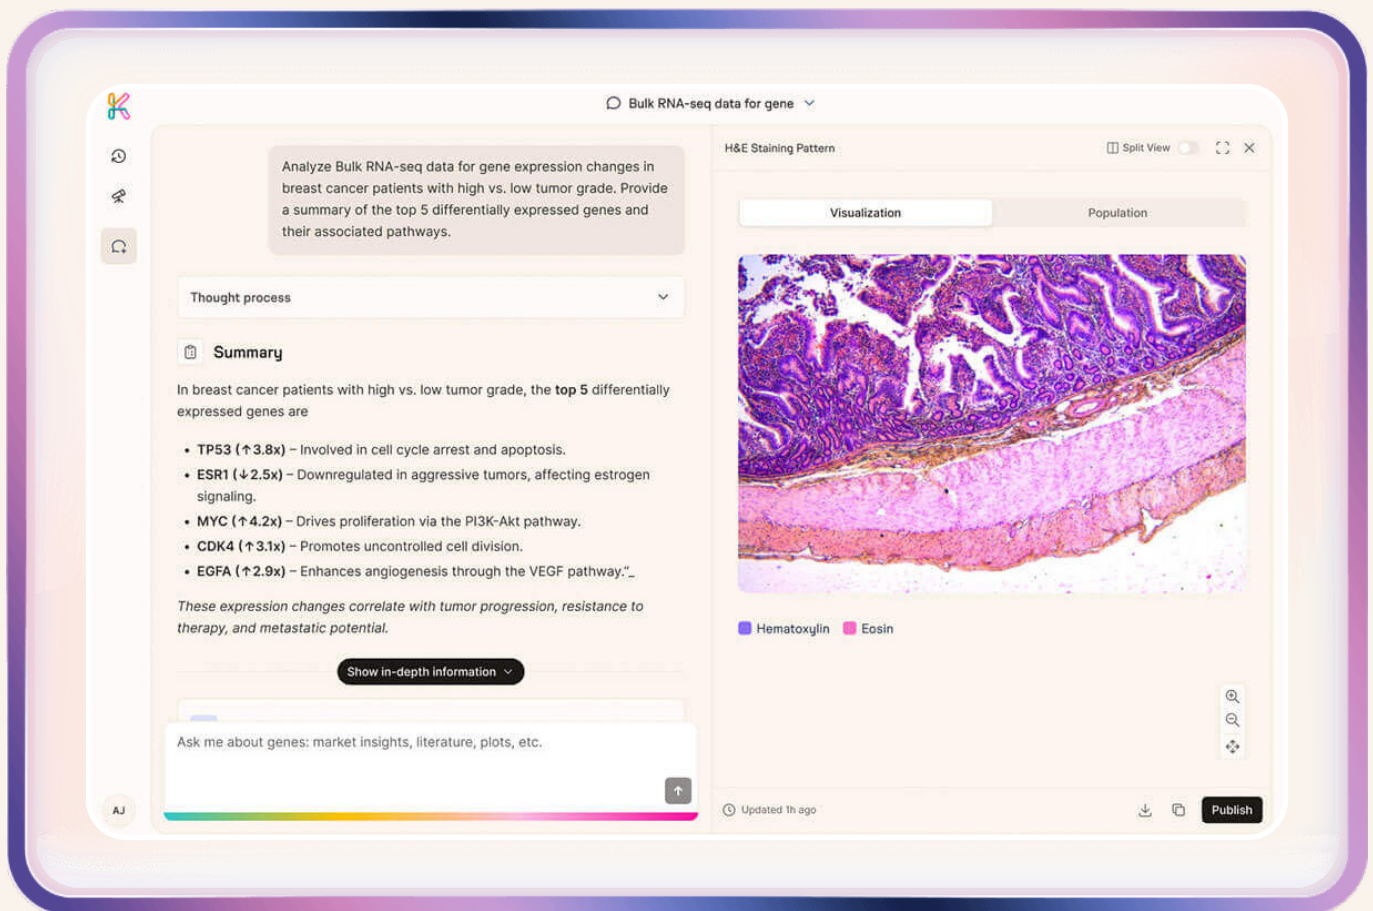 Bulk RNA-seq data for gene
Analyze Bulk RNA-seq data for gene expression changes in
breast cancer patients with high vs. low tumor grade. Provide
a summary of the top 5 differentially expressed genes and
their associated pathways.
Thought process
Summary
In breast cancer patients with high vs. low tumor grade, the top 5 differentially
expressed genes are
• TP53 (↑3.8x) – Involved in cell cycle arrest and apoptosis.
• ESR1 (↓2.5x) – Downregulated in aggressive tumors, affecting estrogen
signaling.
• MYC (↑4.2x) – Drives proliferation via the PI3K-Akt pathway.
• CDK4 (↑3.1x) – Promotes uncontrolled cell division.
• EGFA (↑2.9x) – Enhances angiogenesis through the VEGF pathway.”_
These expression changes correlate with tumor progression, resistance to
therapy, and metastatic potential.
Show in-depth information
Ask me about genes: market insights, literature, plots, etc.
AJ
H&E Staining Pattern
Split View
Visualization
Population
Hematoxylin
Eosin
Updated 1h ago
Publish